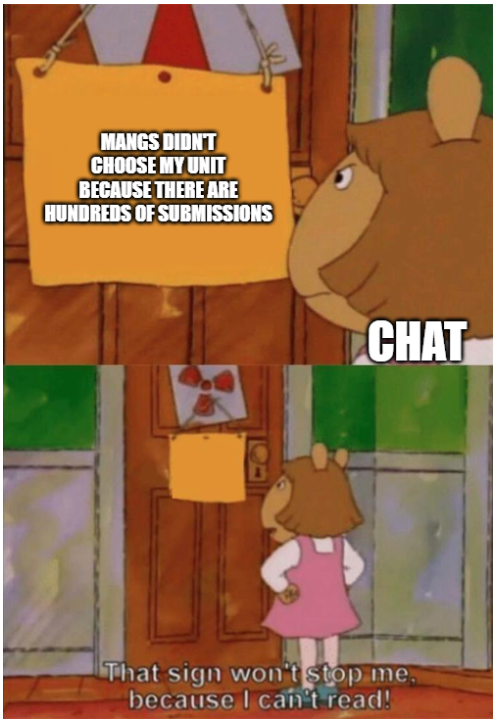 MANGS DIDN'T
CHOOSE MY UNIT
BECAUSE THERE ARE
HUNDREDS OF SUBMISSIONS
CHAT
That sign won't stop me,
because I can't read!